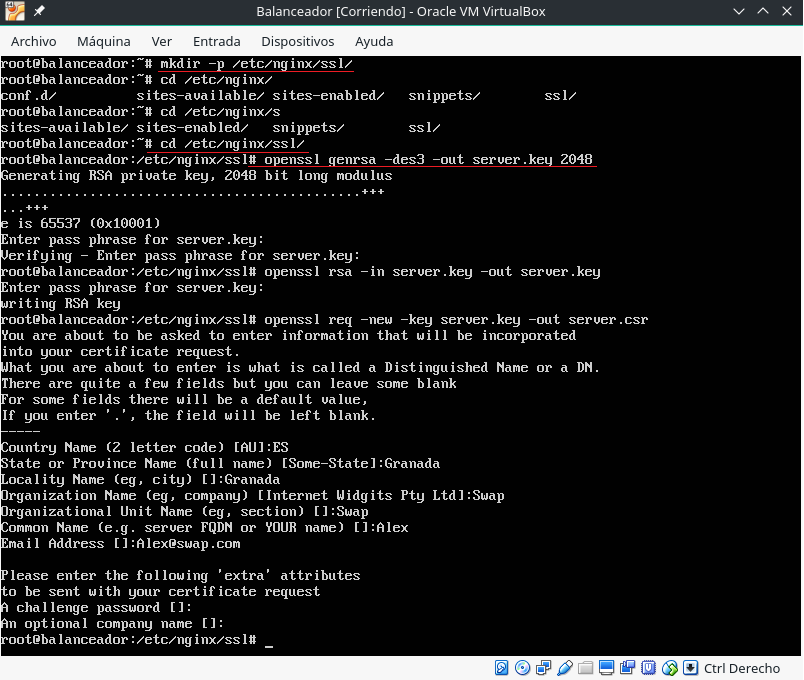 Balanceador [Corriendo] - Oracle VM VirtualBox
Archivo Máquina Ver Entrada Dispositivos Ayuda
root@balanceador:~# mkdir -p /etc/nginx/ssl/
root@balanceador:~# cd /etc/nginx/
conf.d/ sites-available/ sites-enabled/ snippets/ ssl/
root@balanceador:~# cd /etc/nginx/s
sites-available/ sites-enabled/ snippets/ ssl/
root@balanceador:~# cd /etc/nginx/ssl/
root@balanceador:/etc/nginx/ssl# openssl genrsa -des3 -out server.key 2048
Generating RSA private key, 2048 bit long modulus
.............................................+++
...+++
e is 65537 (0x10001)
Enter pass phrase for server.key:
Verifying - Enter pass phrase for server.key:
root@balanceador:/etc/nginx/ssl# openssl rsa -in server.key -out server.key
Enter pass phrase for server.key:
writing RSA key
root@balanceador:/etc/nginx/ssl# openssl req -new -key server.key -out server.csr
You are about to be asked to enter information that will be incorporated
into your certificate request.
What you are about to enter is what is called a Distinguished Name or a DN.
There are quite a few fields but you can leave some blank
For some fields there will be a default value,
If you enter '.', the field will be left blank.
-----
Country Name (2 letter code) [AU]:ES
State or Province Name (full name) [Some-State]:Granada
Locality Name (eg, city) []:Granada
Organization Name (eg, company) [Internet Widgits Pty Ltd]:Swap
Organizational Unit Name (eg, section) []:Swap
Common Name (e.g. server FQDN or YOUR name) []:Alex
Email Address []:Alex@swap.com
Please enter the following 'extra' attributes
to be sent with your certificate request
A challenge password []:
An optional company name []:
root@balanceador:/etc/nginx/ssl# _
Ctrl Derecho